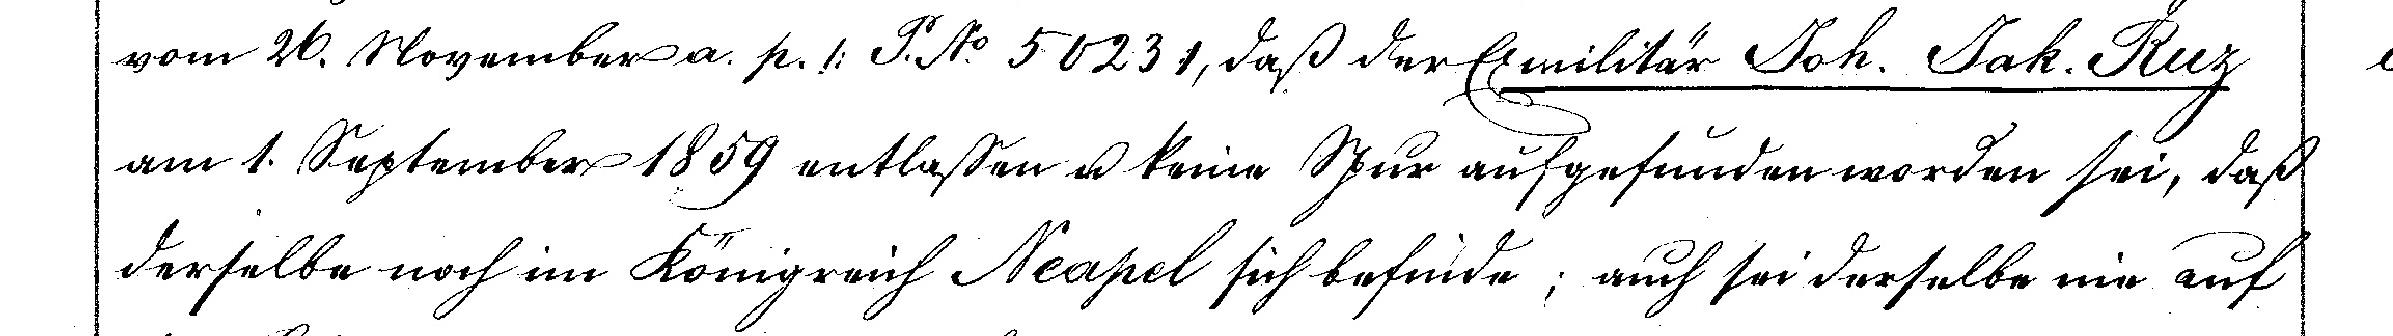 vom 26. November a. p. /: P. No 5023 :/, daß der Exmilitär Joh. Jak. Ruz
am 1. September 1859 entlassen u keine Spur aufgefunden worden sei, daß
derselbe noch im Königreich Neapel sich befinde; auch sei derselbe nie auf